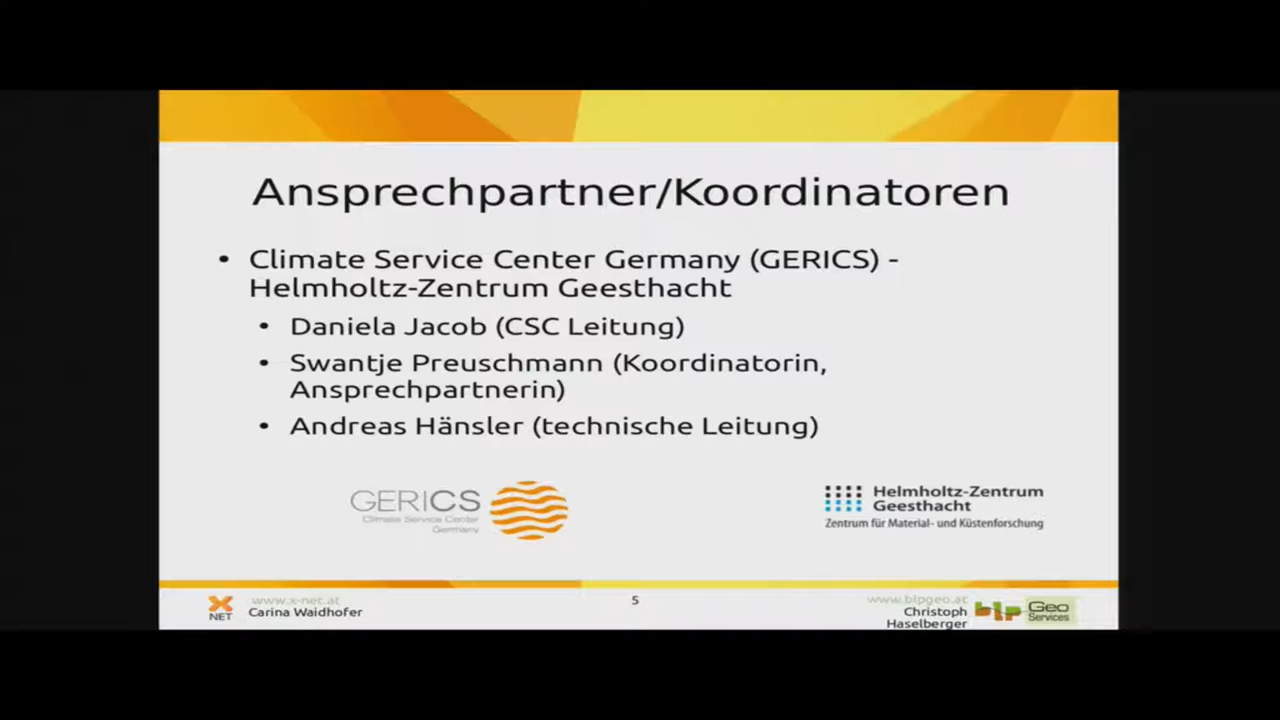 Ansprechpartner/Koordinatoren
• Climate Service Center Germany (GERICS) -
Helmholtz-Zentrum Geesthacht
• Daniela Jacob (CSC Leitung)
• Swantje Preuschmann (Koordinatorin,
Ansprechpartnerin)
• Andreas Hänsler (technische Leitung)
GERICS
Climate Service Center
Germany
Helmholtz-Zentrum
Geesthacht
Zentrum für Material- und Küstenforschung
X
NET
www.x-net.at
Carina Waidhofer
5
www.blpgeo.at
Christoph
Haselberger
blp
Geo
Services